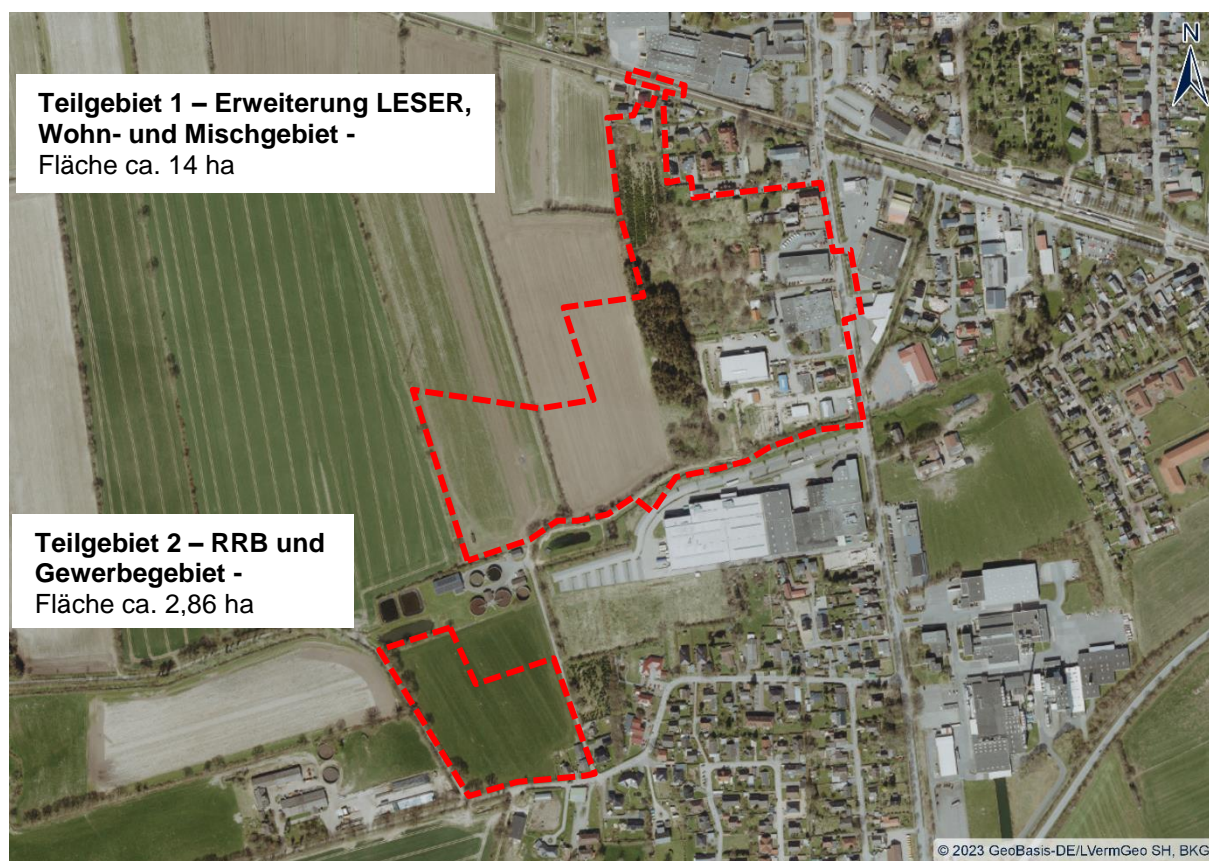 N
Teilgebiet 1 – Erweiterung LESER,
Wohn- und Mischgebiet -
Fläche ca. 14 ha
Teilgebiet 2 – RRB und
Gewerbegebiet -
Fläche ca. 2,86 ha
© 2023 GeoBasis-DE/LVermGeo SH, BKG